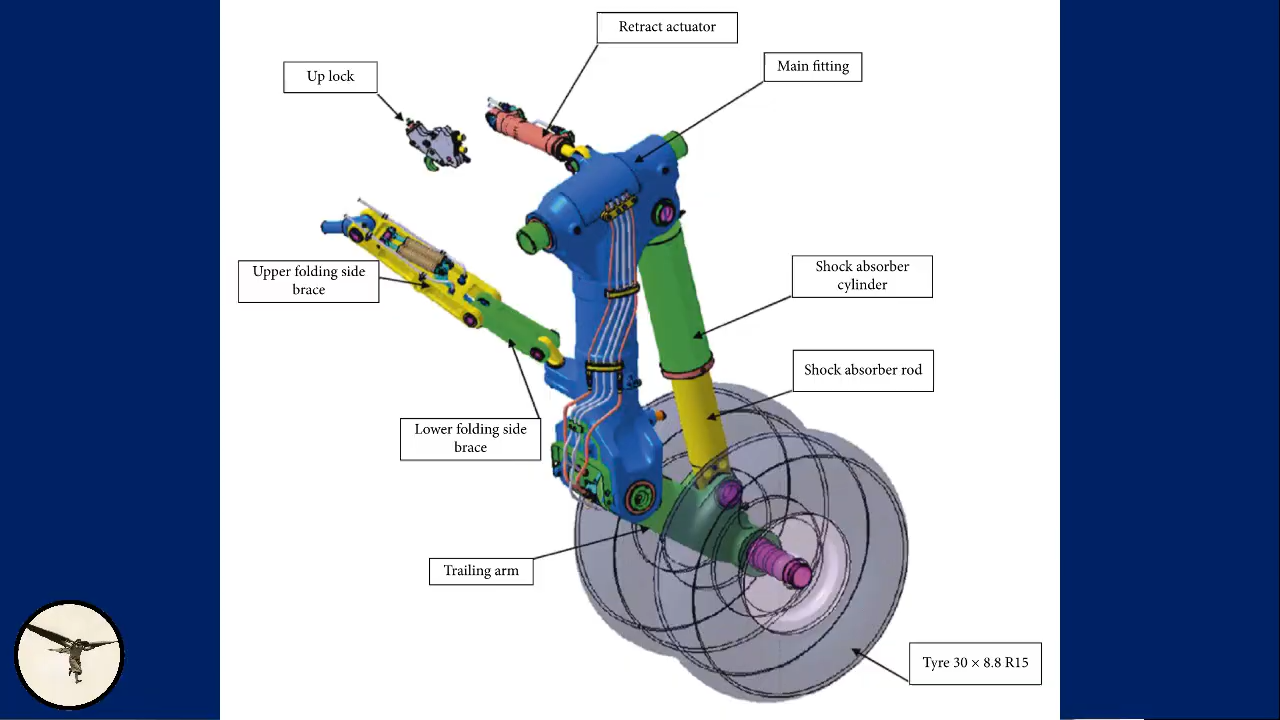 Retract actuator
Main fitting
Up lock
Upper folding side
brace
Shock absorber
cylinder
Shock absorber rod
Lower folding side
brace
Trailing arm
Tyre 30 × 8.8 R15